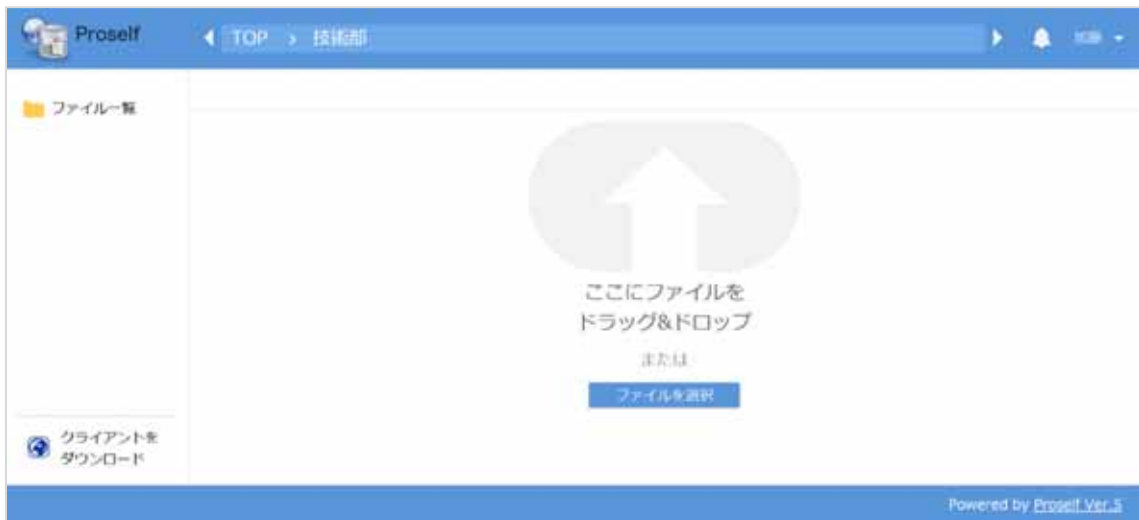 Proself
TOP > 技術部
ファイル一覧
ここにファイルを
ドラッグ&ドロップ
または
ファイルを選択
クライアントを
ダウンロード
Powered by Proself Ver.5